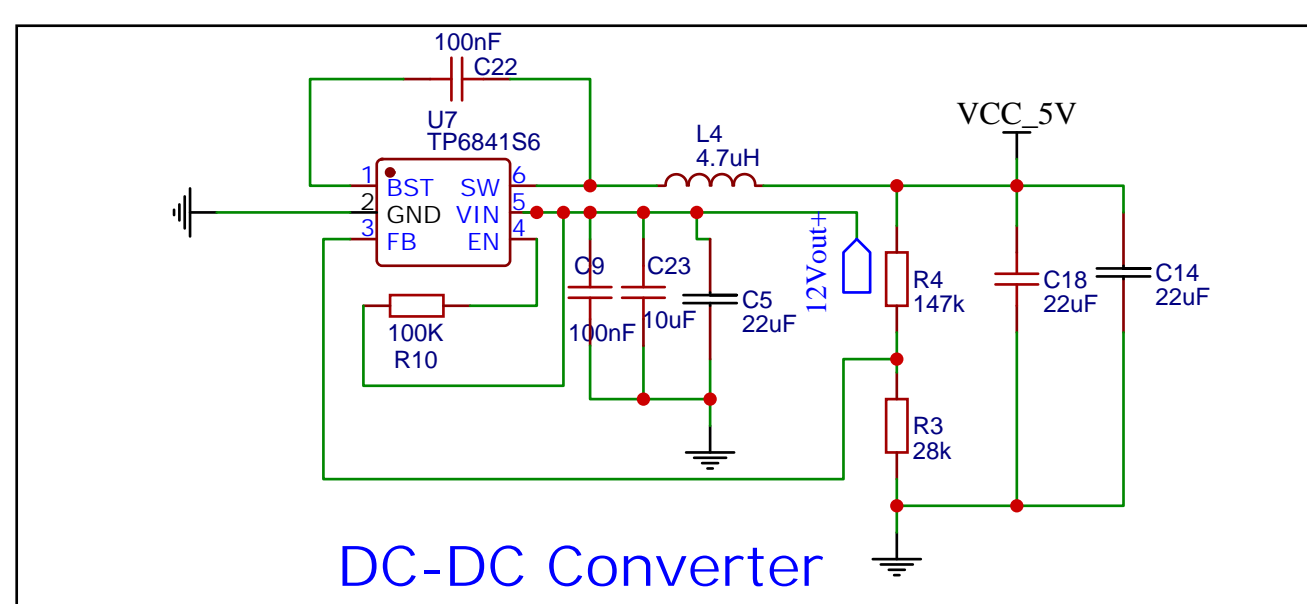 100nF
C22
U7
TP6841S6
L4
4.7uH
VCC_5V
1 BST SW 6
2 GND VIN 5
3 FB EN 4
100K
R10
C9
100nF
C23
10uF
C5
22uF
12Vout+
R4
147k
C18
22uF
C14
22uF
R3
28k
DC-DC Converter